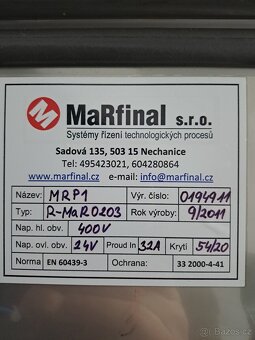 MaRfinal s.r.o.
Systémy řízení technologických procesů
Sadová 135, 503 15 Nechanice
Tel: 495423021, 604280864
www.marfinal.cz e-mail: info@marfinal.cz
Název: MRP1 Výr. číslo: 0194911
Typ: R-MaR0203 Rok výroby: 9/2011
Nap. hl. obv. 400V
Nap. ovl. obv. 24V Proud In 32A Krytí 54/20
Norma EN 60439-3 Ochrana: 33 2000-4-41